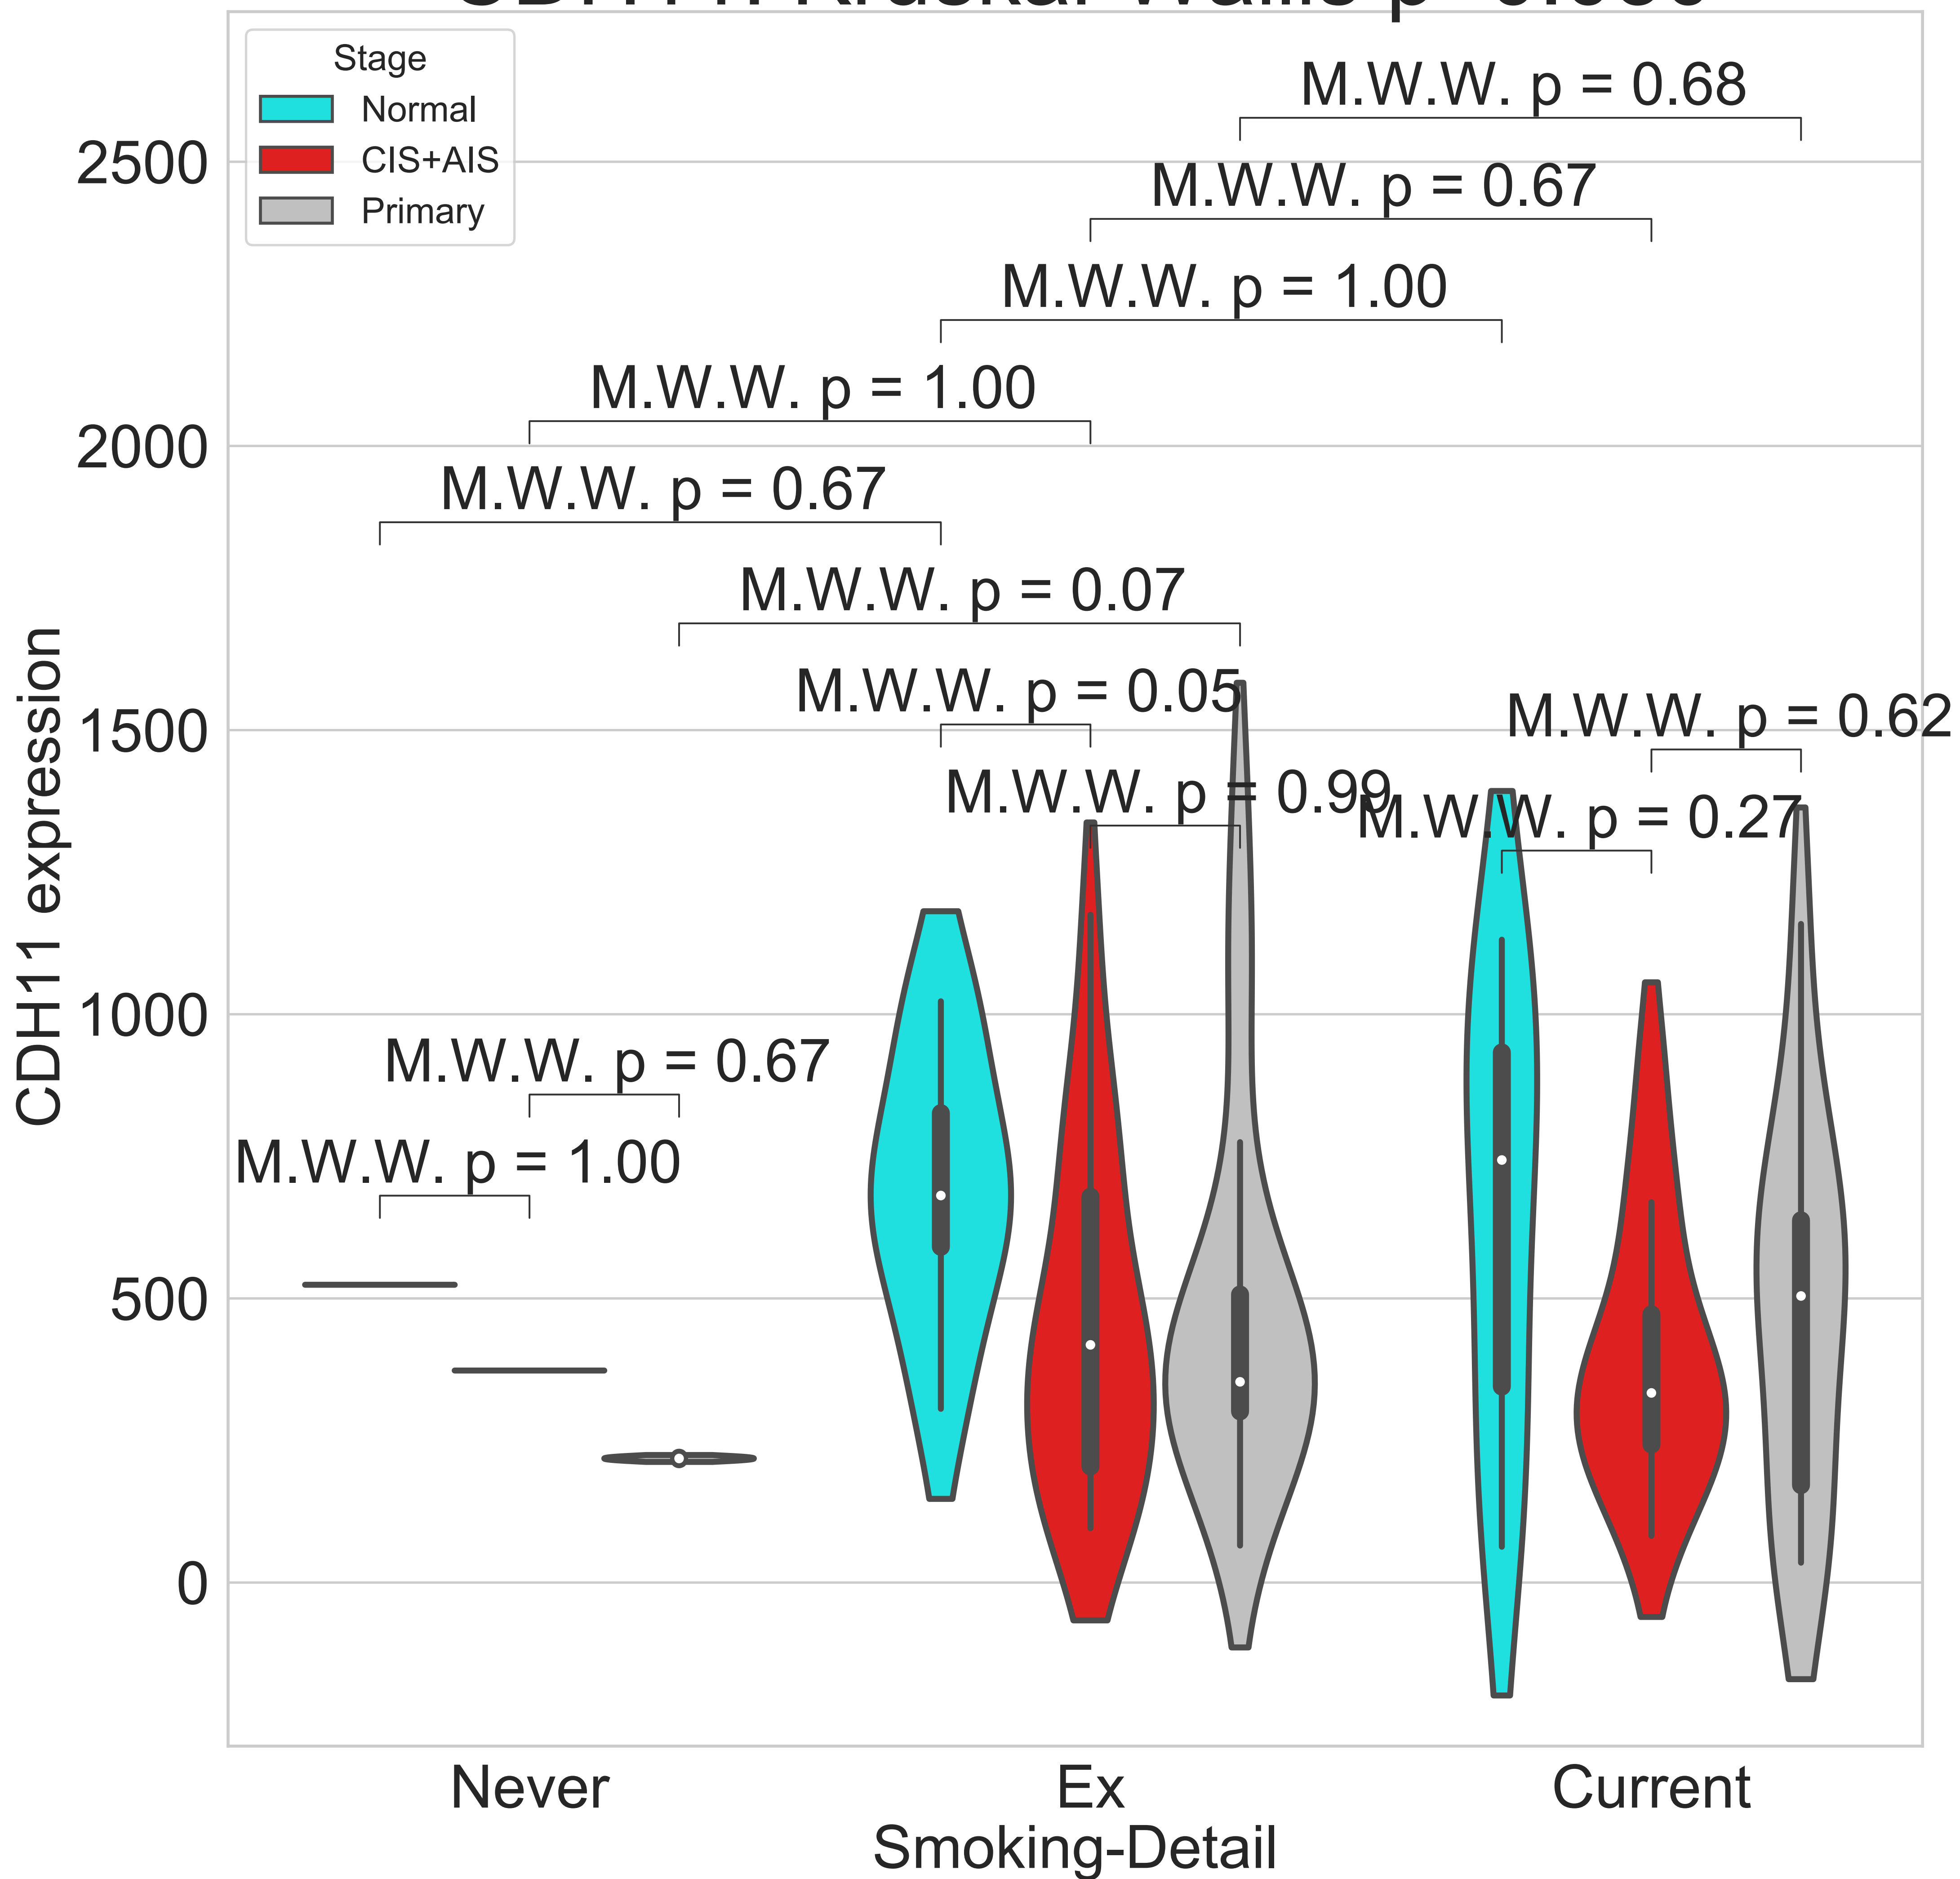 Stage
Normal
CIS+AIS
Primary
M.W.W. p = 0.68
M.W.W. p = 0.67
M.W.W. p = 1.00
M.W.W. p = 1.00
M.W.W. p = 0.67
M.W.W. p = 0.07
M.W.W. p = 0.05
M.W.W. p = 0.62
M.W.W. p = 0.99
M.W.W. p = 0.27
M.W.W. p = 0.67
M.W.W. p = 1.00
2500
2000
1500
1000
500
0
CDH11 expression
Never
Ex
Current
Smoking-Detail